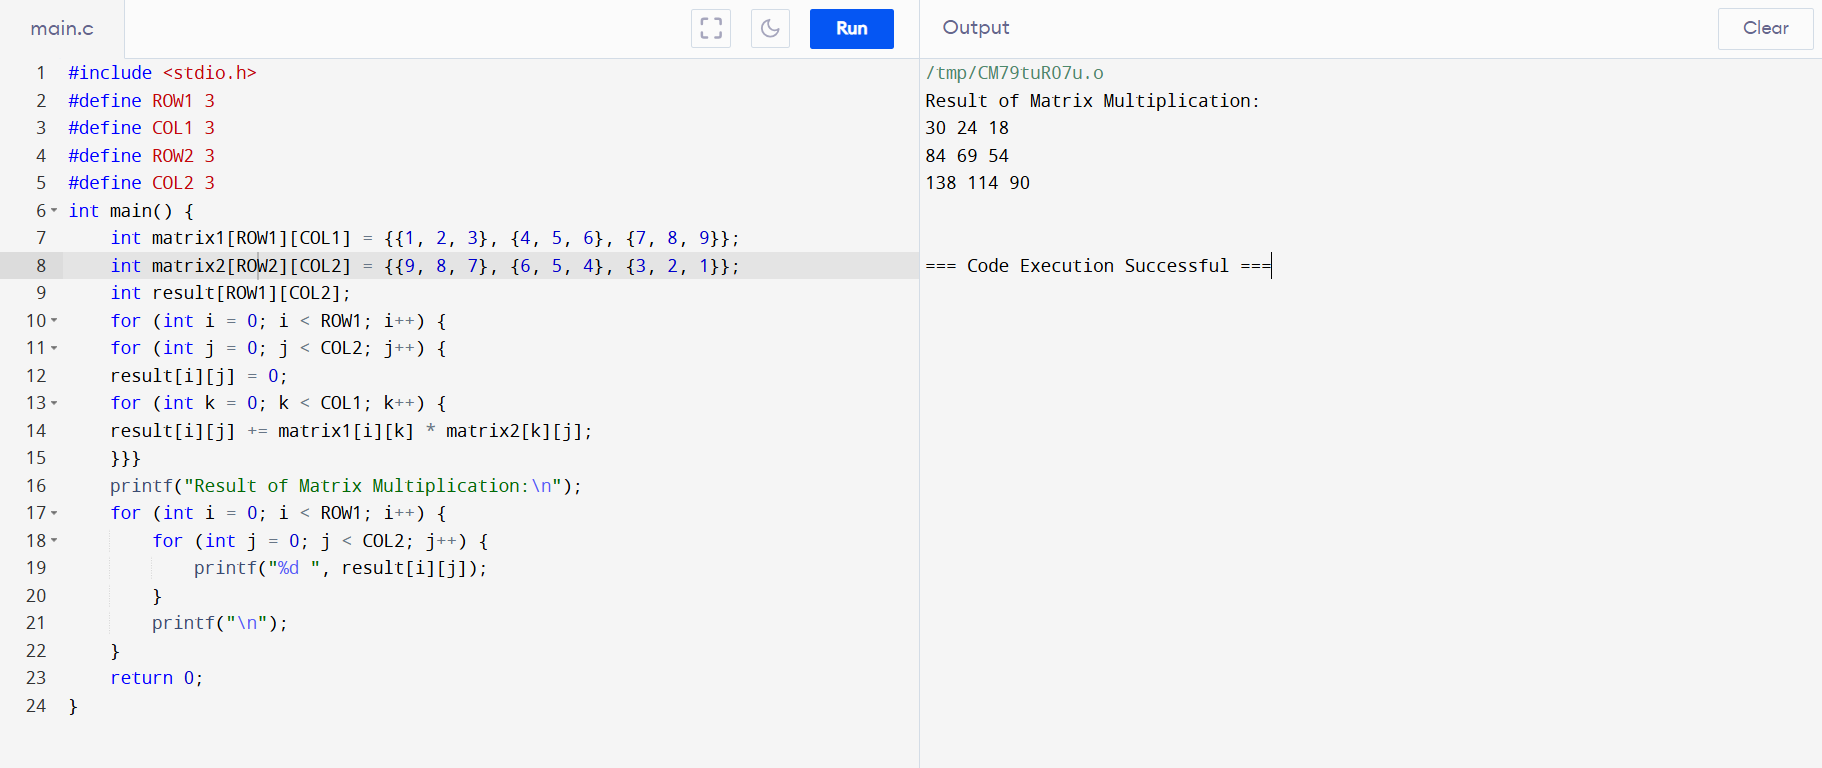 main.c
Run
1 #include <stdio.h>
2 #define ROW1 3
3 #define COL1 3
4 #define ROW2 3
5 #define COL2 3
6 int main() {
7     int matrix1[ROW1][COL1] = {{1, 2, 3}, {4, 5, 6}, {7, 8, 9}};
8     int matrix2[ROW2][COL2] = {{9, 8, 7}, {6, 5, 4}, {3, 2, 1}};
9     int result[ROW1][COL2];
10     for (int i = 0; i < ROW1; i++) {
11     for (int j = 0; j < COL2; j++) {
12     result[i][j] = 0;
13     for (int k = 0; k < COL1; k++) {
14     result[i][j] += matrix1[i][k] * matrix2[k][j];
15     }}}
16     printf("Result of Matrix Multiplication:\n");
17     for (int i = 0; i < ROW1; i++) {
18         for (int j = 0; j < COL2; j++) {
19             printf("%d ", result[i][j]);
20         }
21         printf("\n");
22     }
23     return 0;
24 }
Output
Clear
/tmp/CM79tuRO7u.o
Result of Matrix Multiplication:
30 24 18
84 69 54
138 114 90
=== Code Execution Successful ===